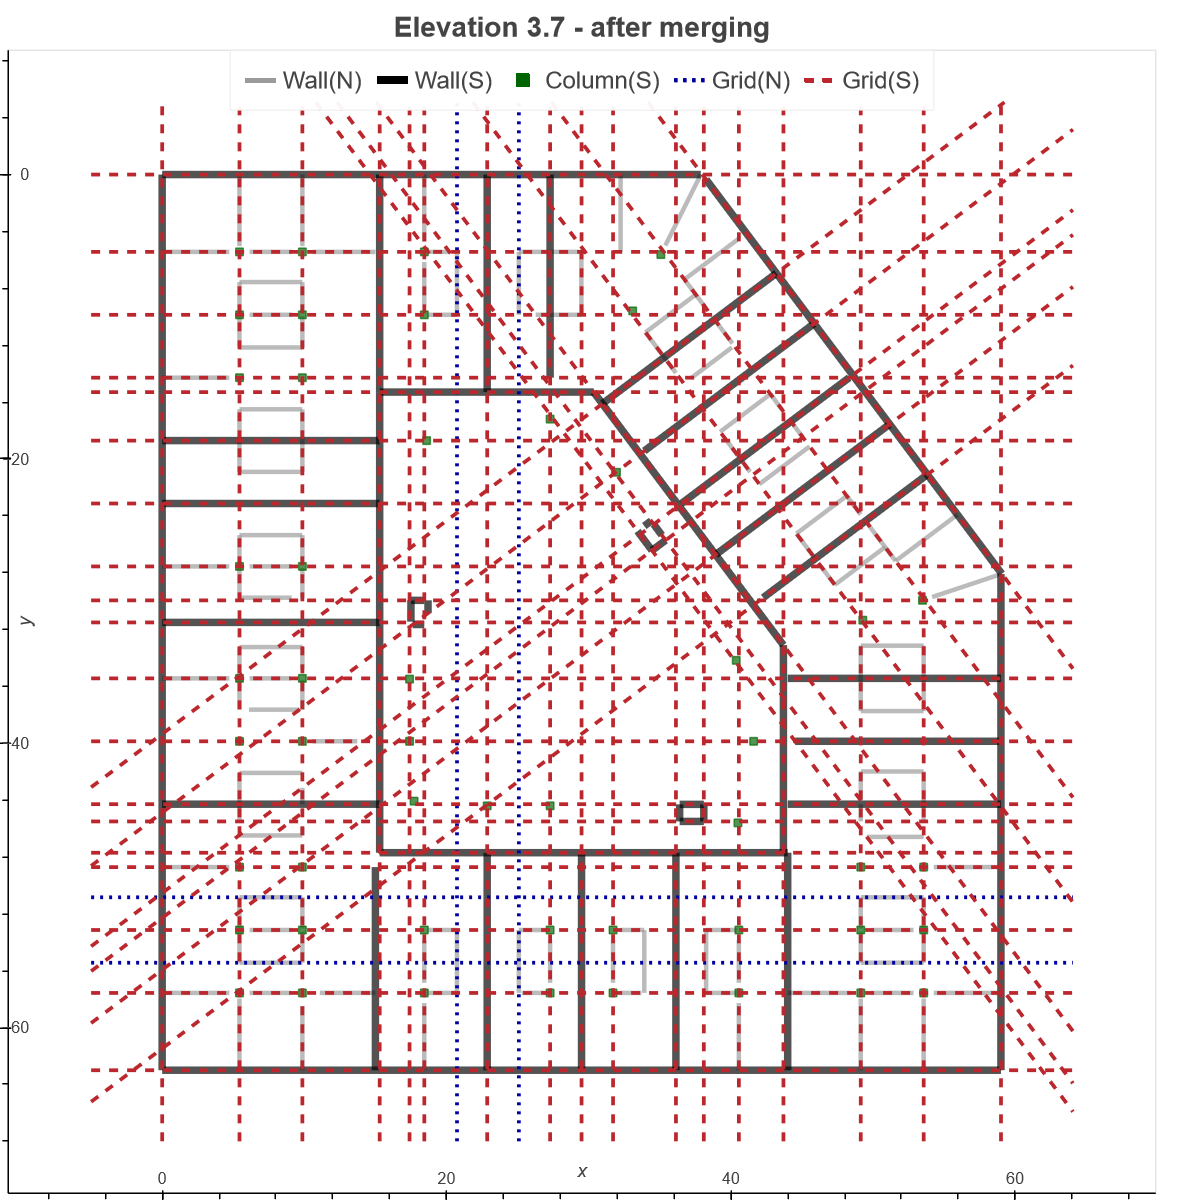 Elevation 3.7 - after merging
Wall(N) Wall(S) Column(S) Grid(N) Grid(S)
0
20
40
60
y
x
0 20 40 60